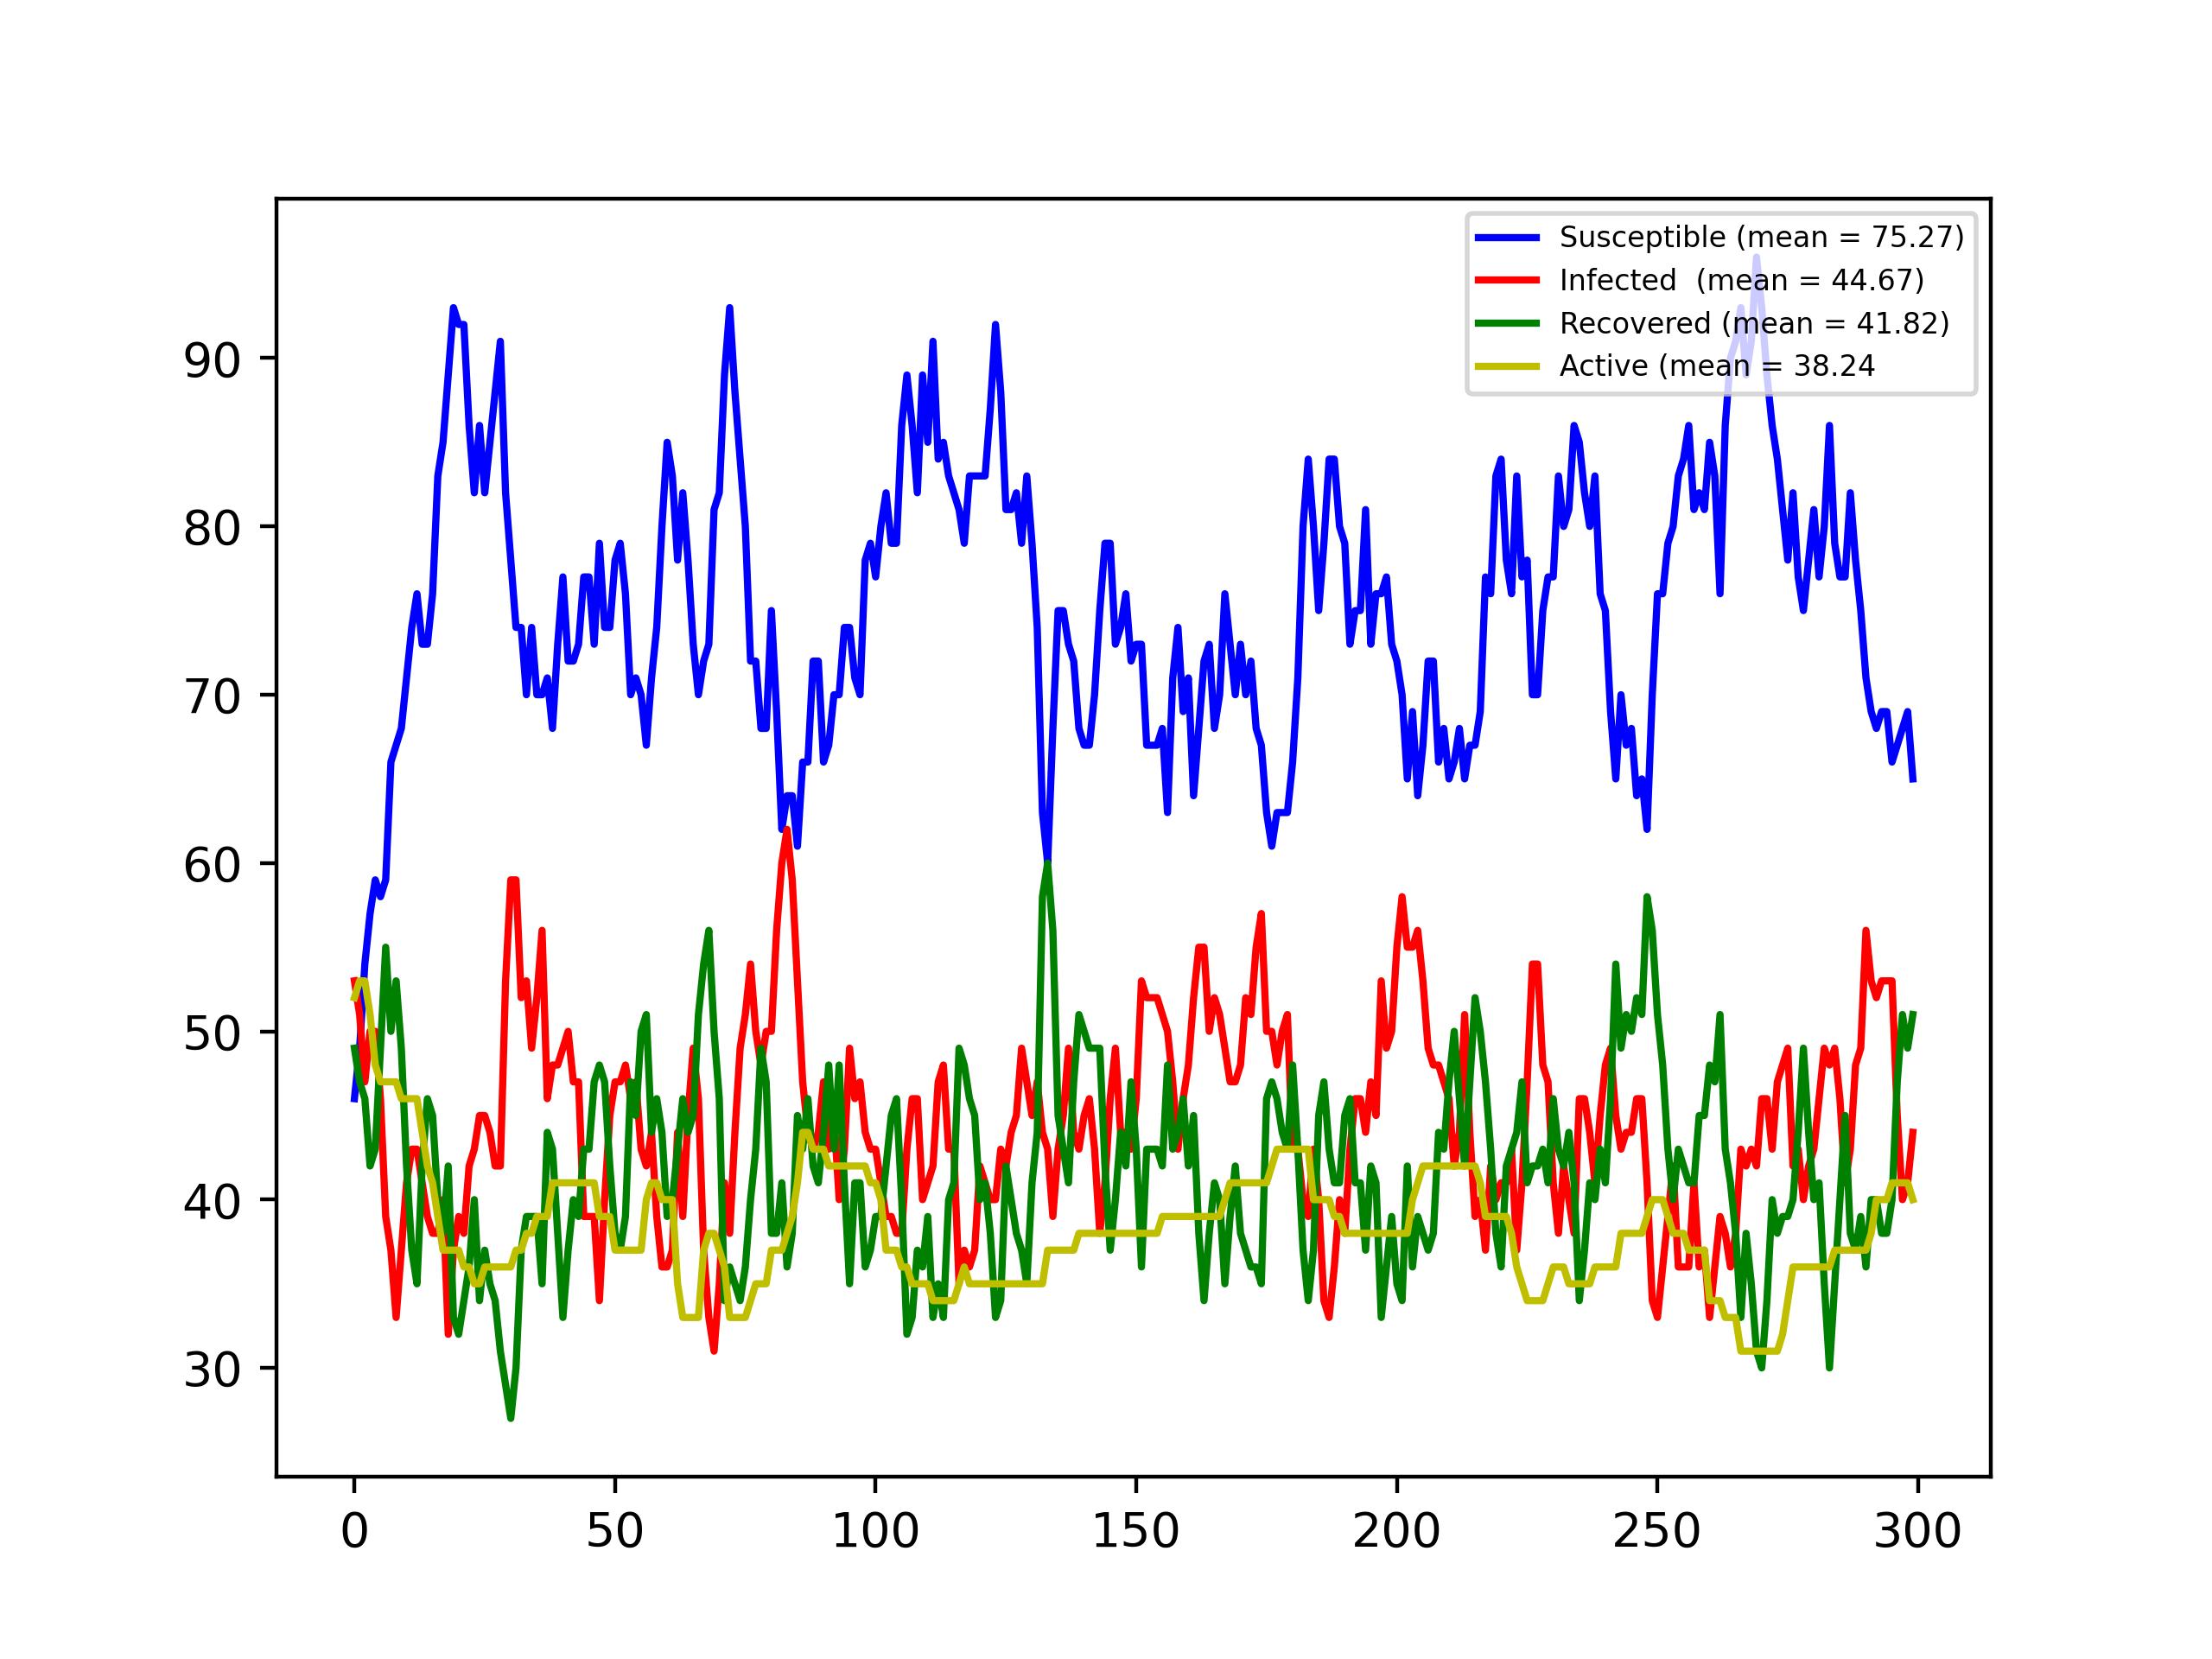 Susceptible (mean = 75.27)
Infected  (mean = 44.67)
Recovered (mean = 41.82)
Active (mean = 38.24
90
80
70
60
50
40
30
0 50 100 150 200 250 300